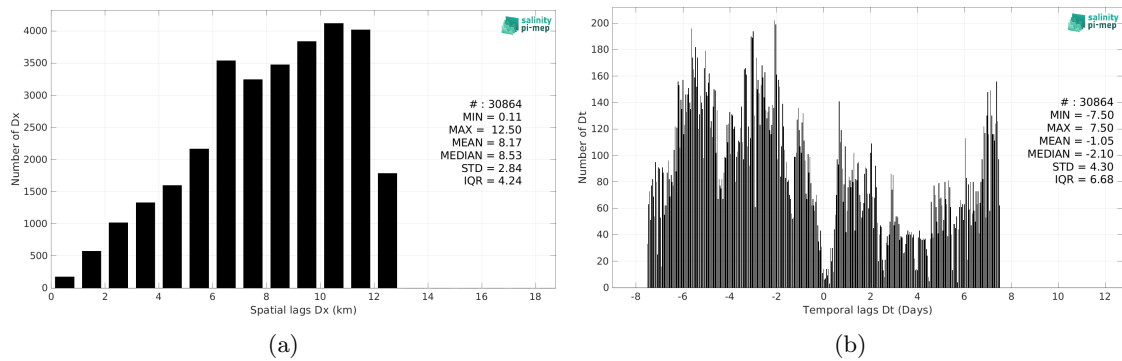 salinity
pi-mep
4000
3500
3000
2500
2000
1500
1000
500
0
Number of Dx
# : 30864
MIN = 0.11
MAX = 12.50
MEAN = 8.17
MEDIAN = 8.53
STD = 2.84
IQR = 4.24
0 2 4 6 8 10 12 14 16 18
Spatial lags Dx (km)
(a)
salinity
pi-mep
200
180
160
140
120
100
80
60
40
20
0
Number of Dt
# : 30864
MIN = -7.50
MAX = 7.50
MEAN = -1.05
MEDIAN = -2.10
STD = 4.30
IQR = 6.68
-8 -6 -4 -2 0 2 4 6 8 10 12
Temporal lags Dt (Days)
(b)